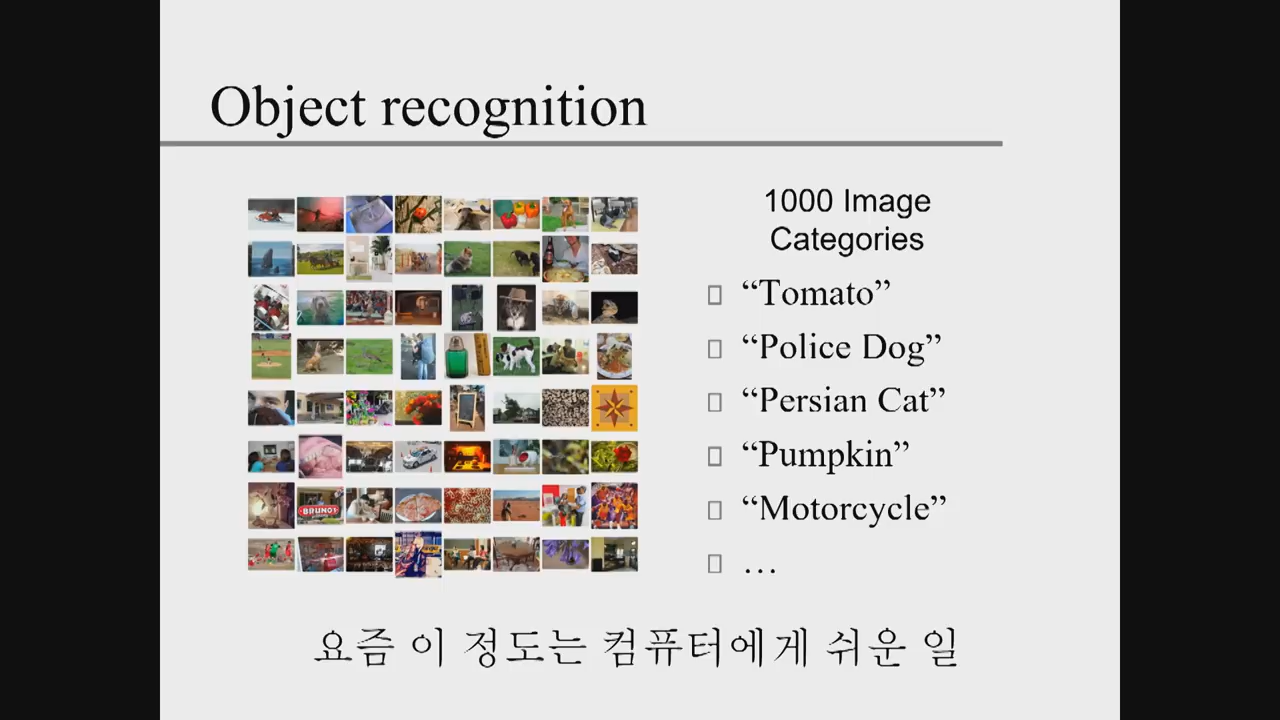 Object recognition
BRUNO'S
1000 Image
Categories
“Tomato”
“Police Dog”
“Persian Cat”
“Pumpkin”
“Motorcycle”
…
요즘 이 정도는 컴퓨터에게 쉬운 일